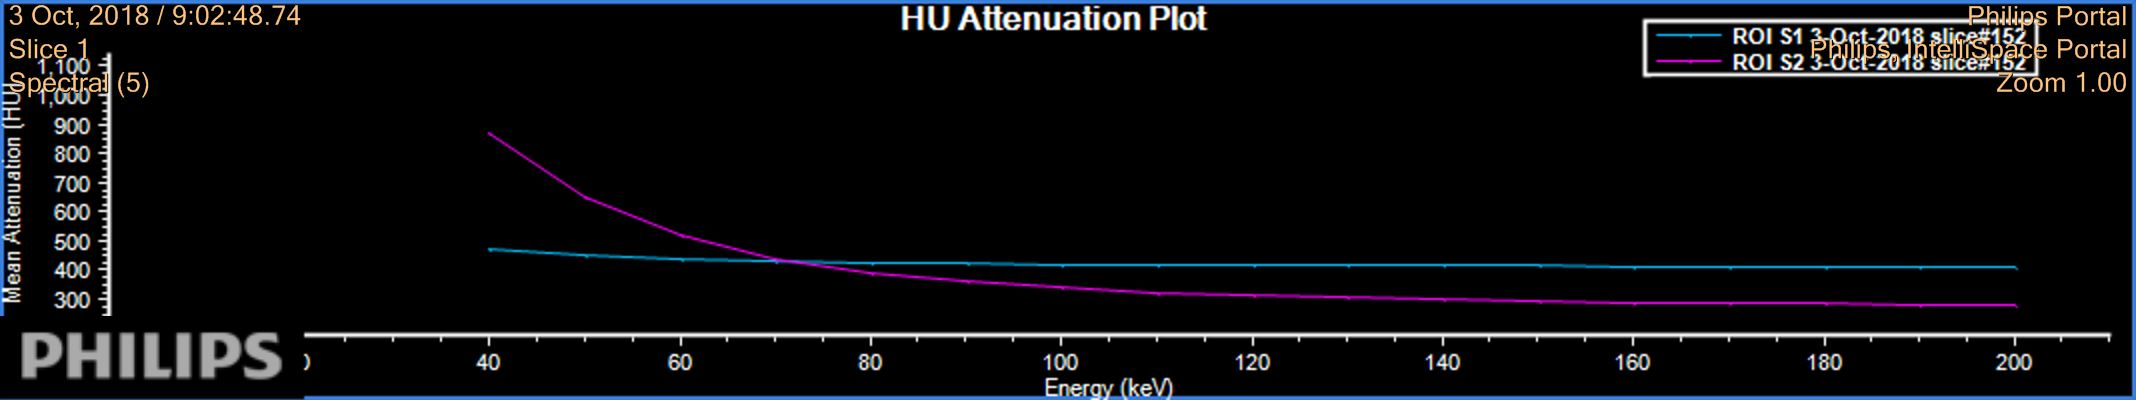 3 Oct, 2018 / 9:02:48.74
HU Attenuation Plot
Philips Portal
ROI S1 3-Oct-2018 slice#152
Slice 1
Philips, IntelliSpace Portal
ROI S2 3-Oct-2018 slice#152
1,100
Spectral (5)
Zoom 1.00
1,000
900
800
700
600
500
400
300
Mean Attenuation (HU)
PHILIPS
40 60 80 100 120 140 160 180 200
Energy (keV)